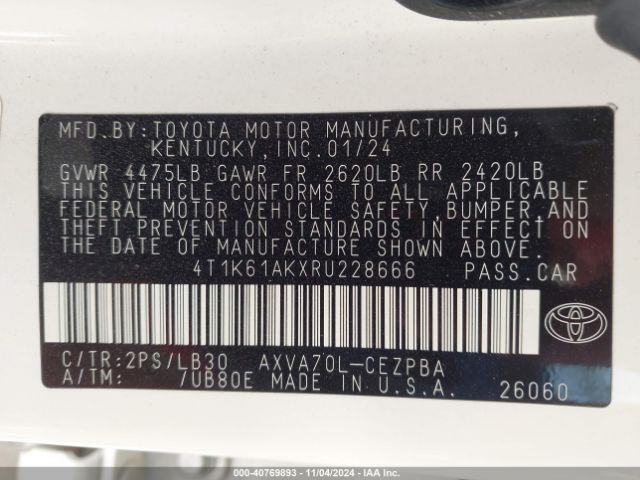 MFD.BY:TOYOTA MOTOR MANUFACTURING,
KENTUCKY,INC.01/24
GVWR 4475LB GAWR FR 2620LB RR 2420LB
THIS VEHICLE CONFORMS TO ALL APPLICABLE
FEDERAL MOTOR VEHICLE SAFETY,BUMPER,AND
THEFT PREVENTION STANDARDS IN EFFECT ON
THE DATE OF MANUFACTURE SHOWN ABOVE.
4T1K61AKXRU228666 PASS.CAR
C/TR:2PS/LB30 AXVA70L-CEZPBA
A/TM: /UB80E MADE IN U.S.A. 26060
000-40769893 - 11/04/2024 - IAA Inc.